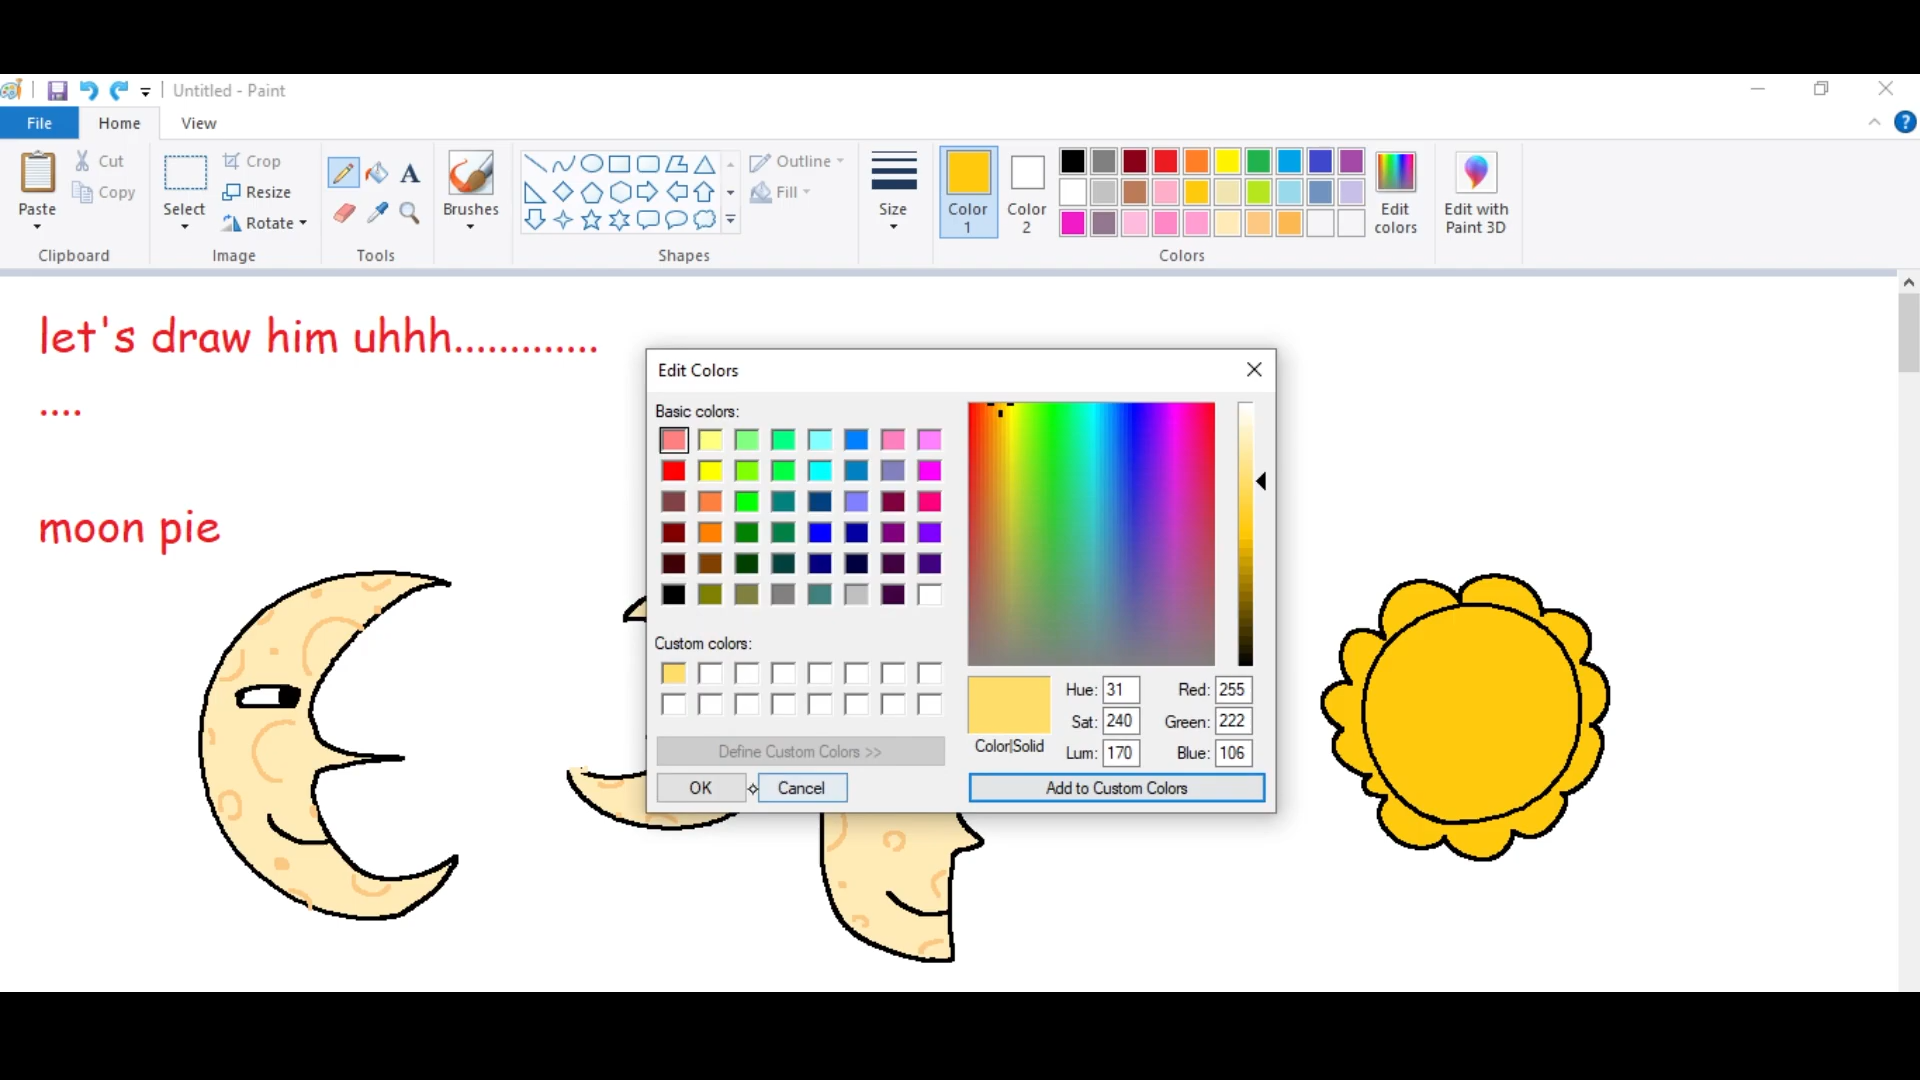 Untitled - Paint
File Home View
Paste Cut Copy Select Crop Resize Rotate A Brushes Outline Fill Size Color 1 Color 2 Edit colors Edit with Paint 3D ?
Clipboard Image Tools Shapes Colors
let's draw him uhhh.............
....
moon pie
Edit Colors
Basic colors:
Custom colors:
Define Custom Colors >>
OK Cancel
Color|Solid
Hue: 31 Red: 255
Sat: 240 Green: 222
Lum: 170 Blue: 106
Add to Custom Colors